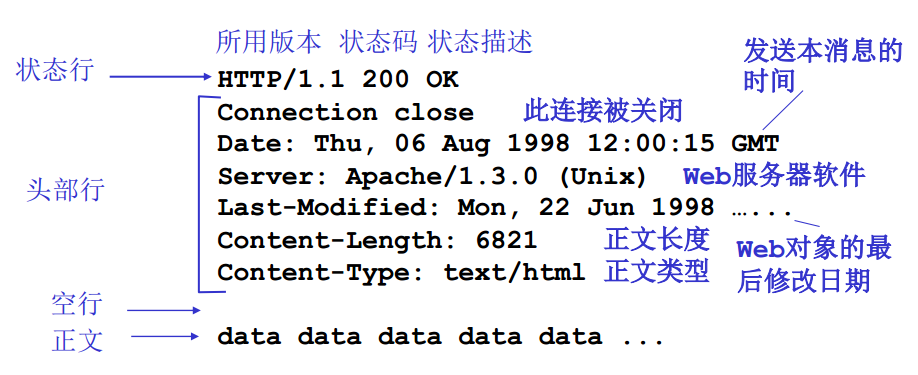 所用版本 状态码 状态描述
发送本消息的
时间
状态行
HTTP/1.1 200 OK
Connection close 此连接被关闭
Date: Thu, 06 Aug 1998 12:00:15 GMT
头部行
Server: Apache/1.3.0 (Unix) Web服务器软件
Last-Modified: Mon, 22 Jun 1998 …...
Content-Length: 6821 正文长度
Web对象的最
后修改日期
Content-Type: text/html 正文类型
空行
正文
data data data data data ...